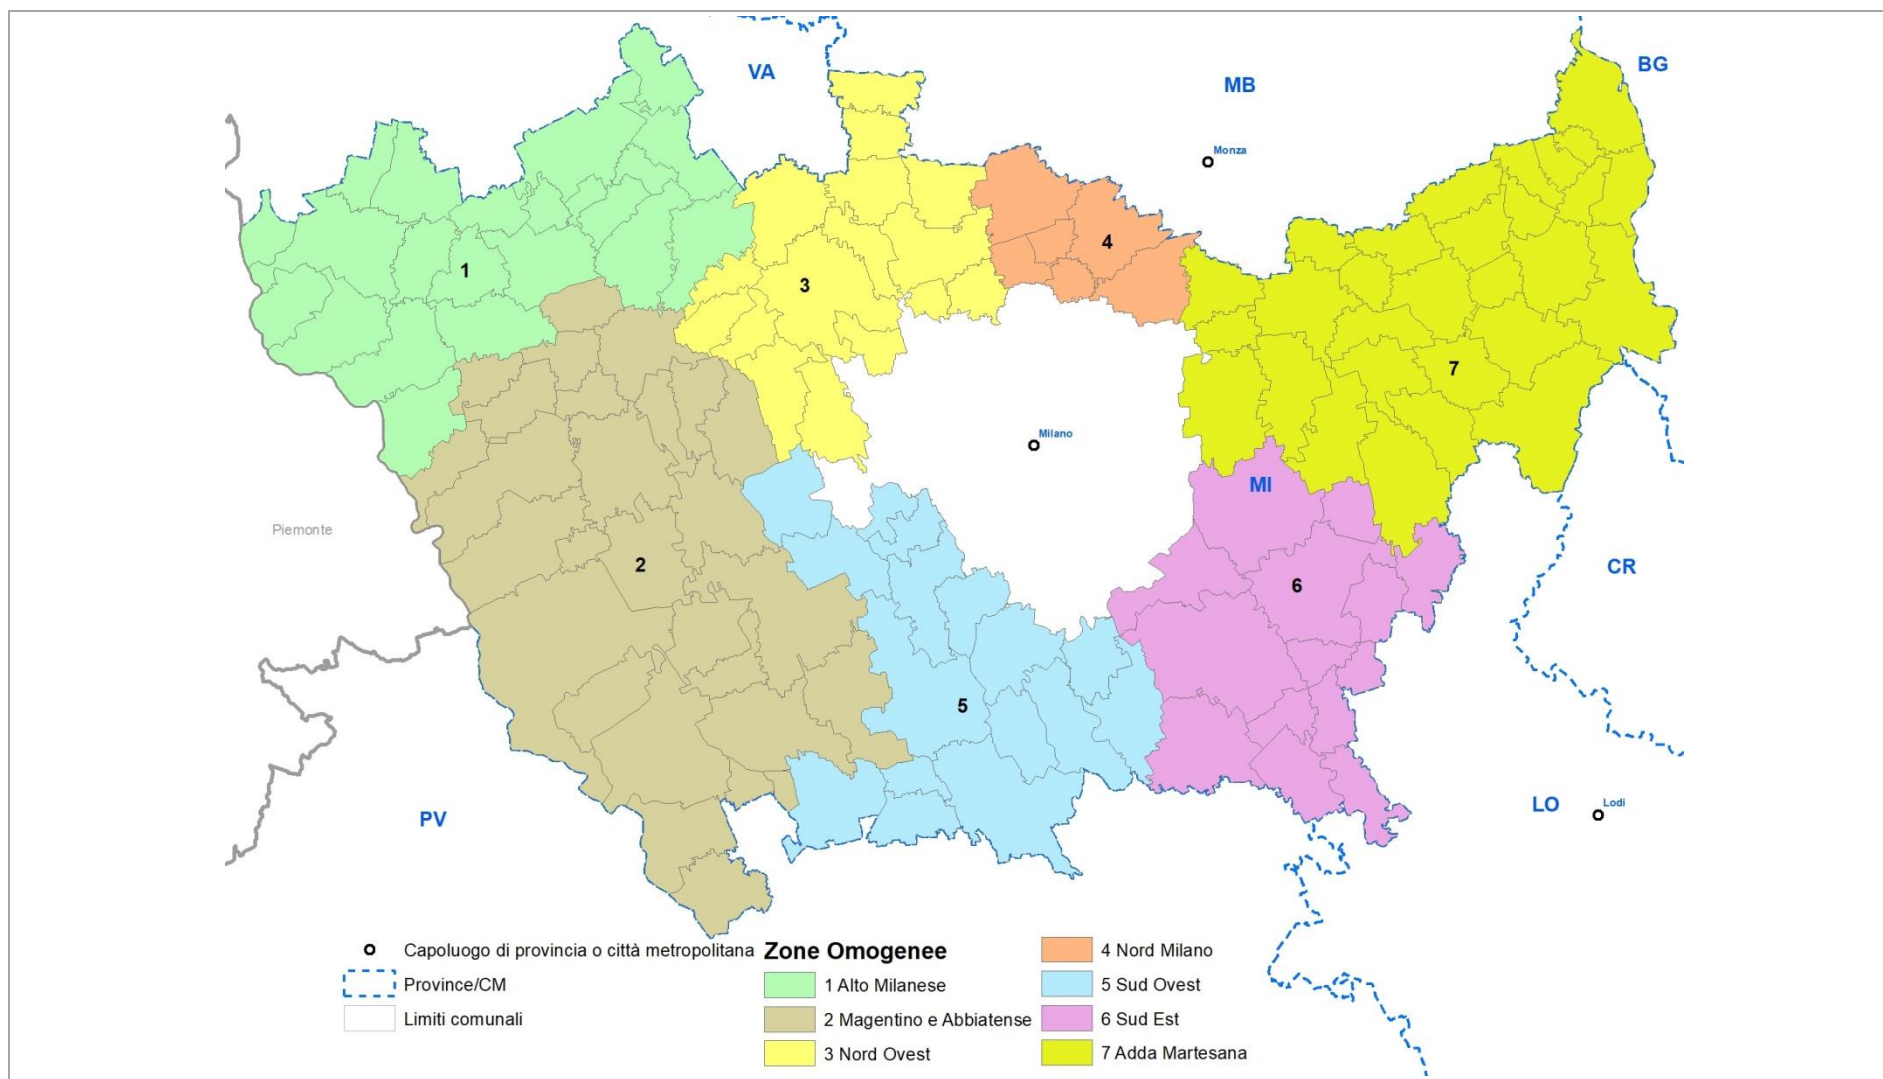 VA
MB
BG
Monza
1
3
4
7
Milano
MI
Piemonte
2
6
CR
5
PV
LO
Lodi
Capoluogo di provincia o città metropolitana
Province/CM
Limiti comunali
Zone Omogenee
1 Alto Milanese
2 Magentino e Abbiatense
3 Nord Ovest
4 Nord Milano
5 Sud Ovest
6 Sud Est
7 Adda Martesana